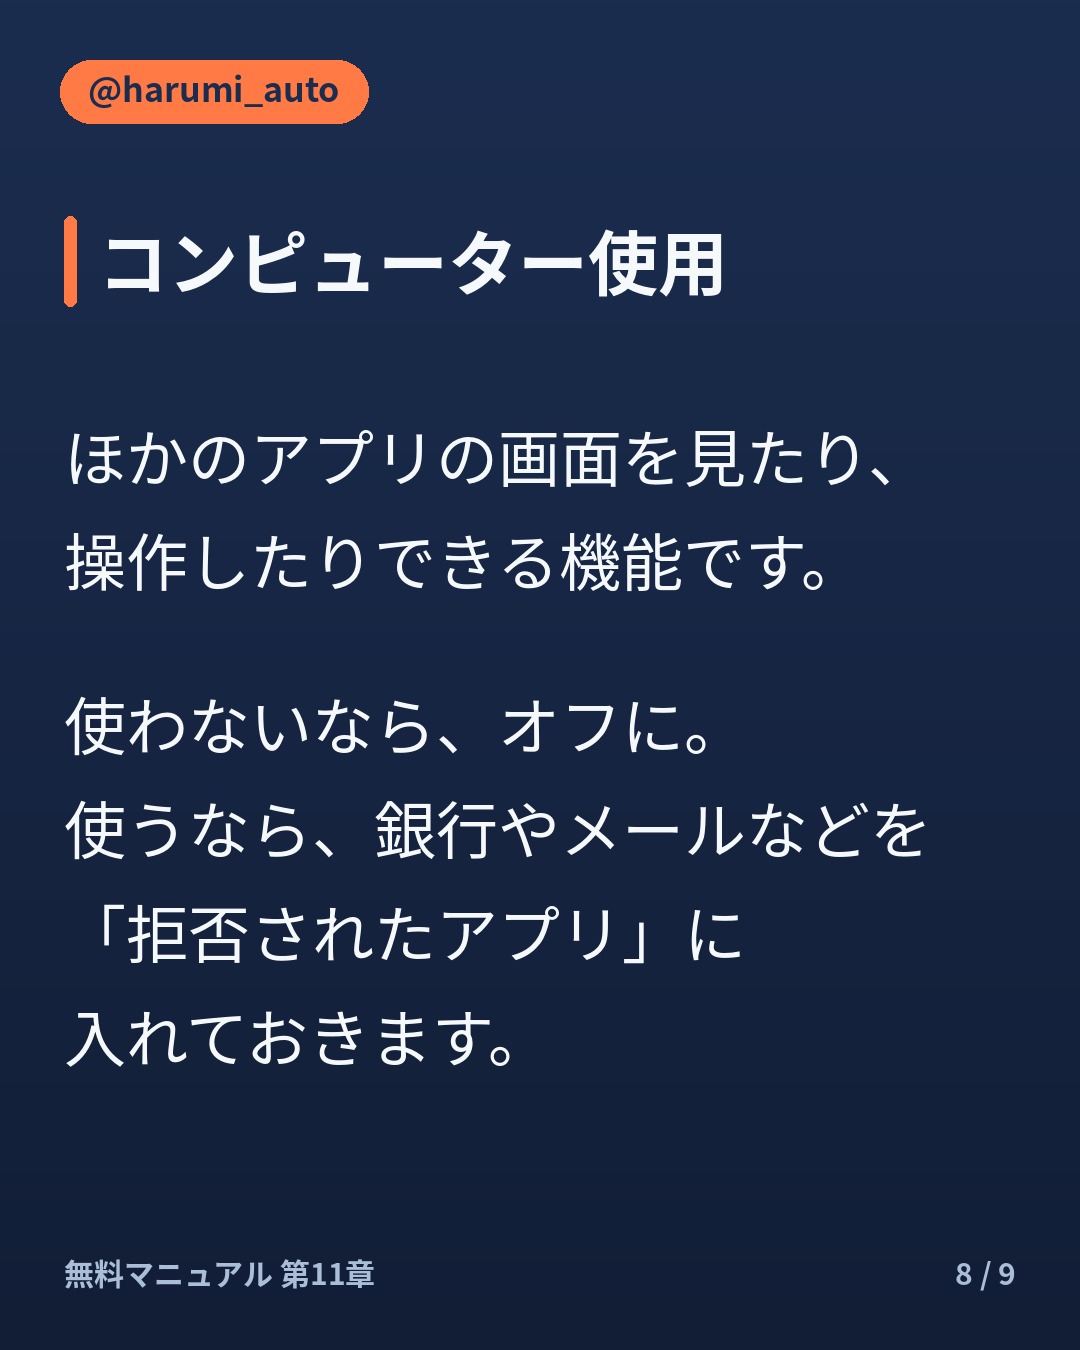 @harumi_auto
コンピューター使用
ほかのアプリの画面を見たり、
操作したりできる機能です。
使わないなら、オフに。
使うなら、銀行やメールなどを
「拒否されたアプリ」に
入れておきます。
無料マニュアル 第11章
8 / 9